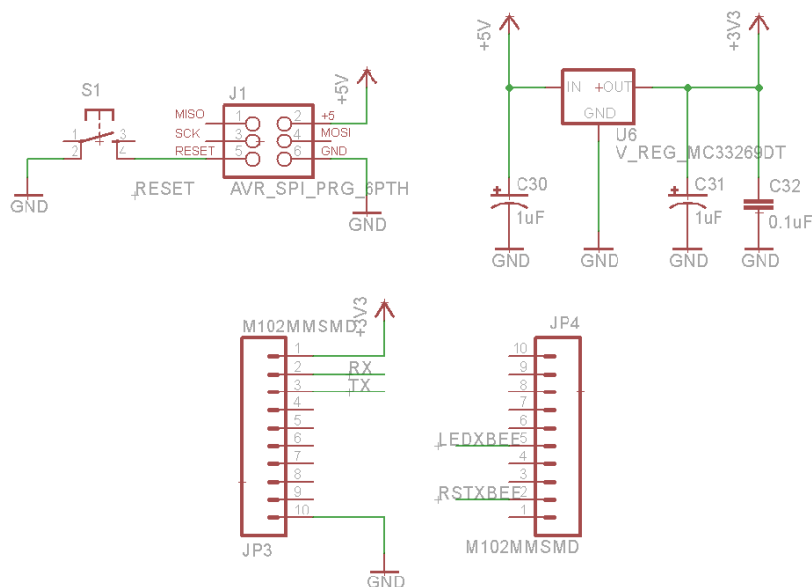 S1
1
2
3
4
GND
RESET
J1
MISO
SCK
RESET
1
3
5
2
4
6
+5
MOSI
GND
AVR_SPI_PRG_6PTH
+5V
GND
+5V
IN
+OUT
GND
U6
V_REG_MC33269DT
+3V3
C30
1uF
GND
GND
C31
1uF
GND
C32
0.1uF
GND
M102MMSMD
+3V3
1
2
3
4
5
6
7
8
9
10
RX
TX
JP3
GND
JP4
10
9
8
7
6
5
4
3
2
1
LEDXBEE
RSTXBEE
M102MMSMD